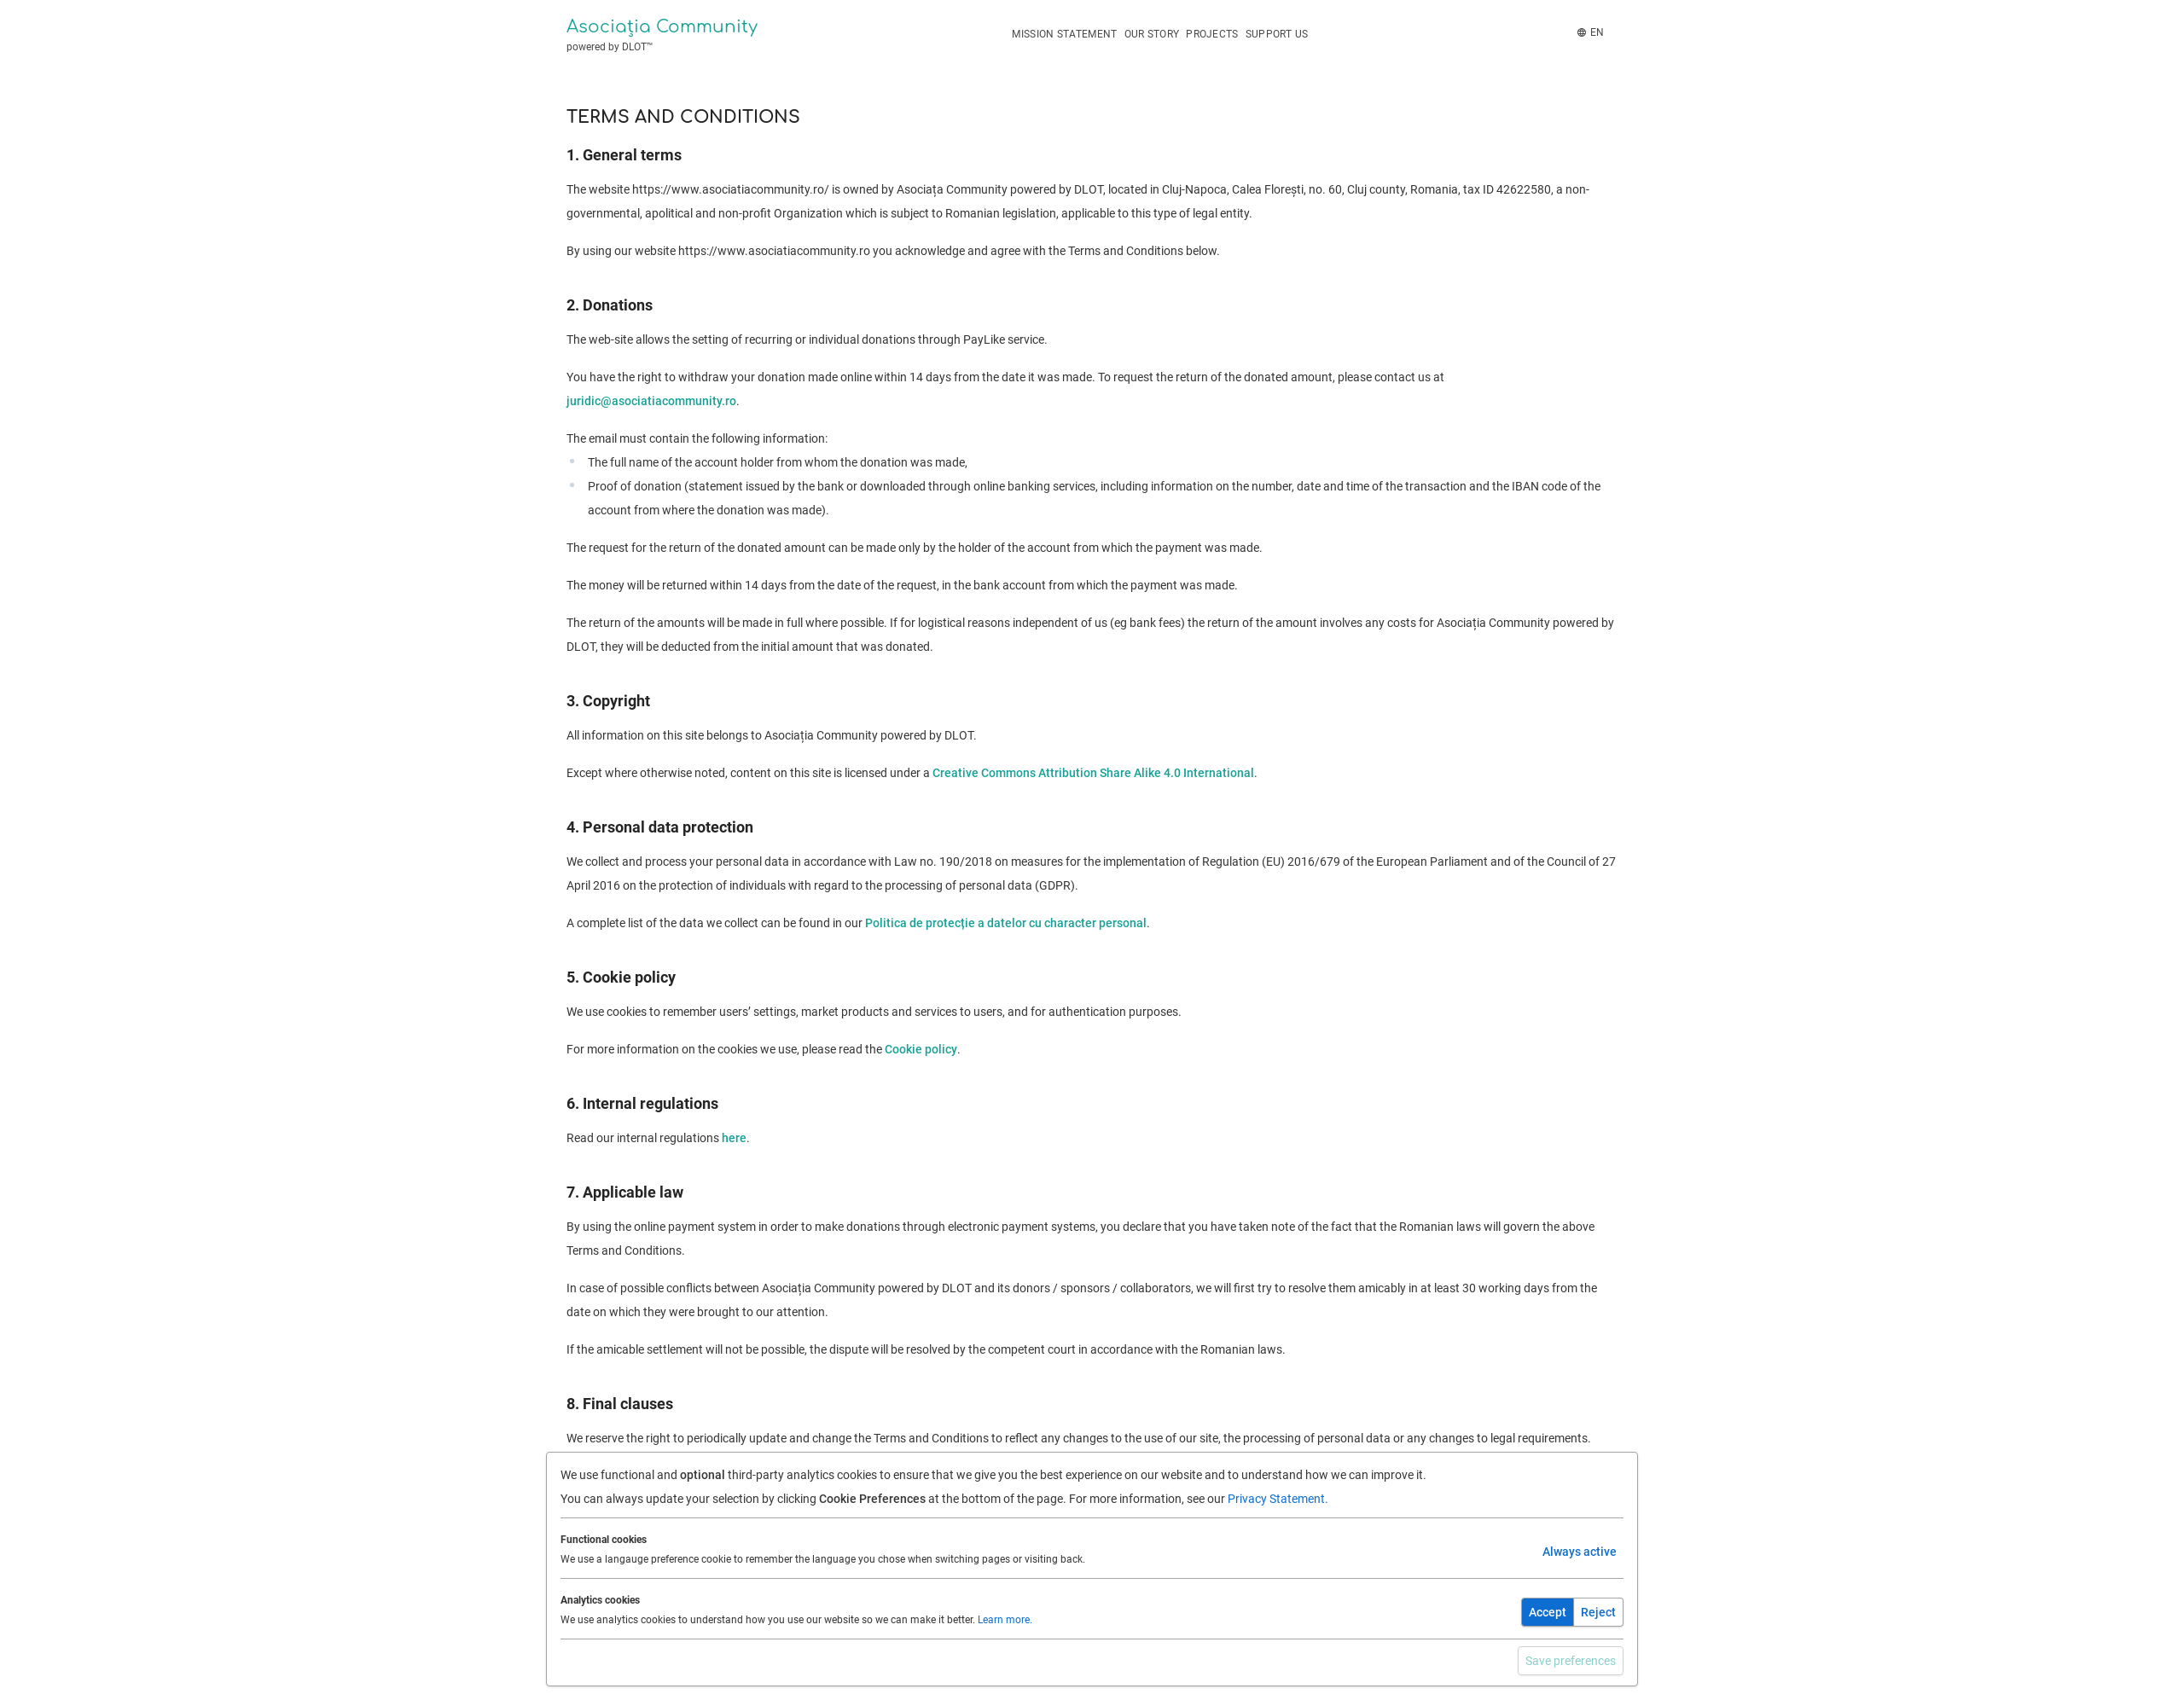 Asociația Community
powered by DLOT™
MISSION STATEMENT OUR STORY PROJECTS SUPPORT US
EN
TERMS AND CONDITIONS
1. General terms
The website https://www.asociatiacommunity.ro/ is owned by Asociața Community powered by DLOT, located in Cluj-Napoca, Calea Florești, no. 60, Cluj county, Romania, tax ID 42622580, a non-
governmental, apolitical and non-profit Organization which is subject to Romanian legislation, applicable to this type of legal entity.
By using our website https://www.asociatiacommunity.ro you acknowledge and agree with the Terms and Conditions below.
2. Donations
The web-site allows the setting of recurring or individual donations through PayLike service.
You have the right to withdraw your donation made online within 14 days from the date it was made. To request the return of the donated amount, please contact us at
juridic@asociatiacommunity.ro.
The email must contain the following information:
The full name of the account holder from whom the donation was made,
Proof of donation (statement issued by the bank or downloaded through online banking services, including information on the number, date and time of the transaction and the IBAN code of the
account from where the donation was made).
The request for the return of the donated amount can be made only by the holder of the account from which the payment was made.
The money will be returned within 14 days from the date of the request, in the bank account from which the payment was made.
The return of the amounts will be made in full where possible. If for logistical reasons independent of us (eg bank fees) the return of the amount involves any costs for Asociația Community powered by
DLOT, they will be deducted from the initial amount that was donated.
3. Copyright
All information on this site belongs to Asociația Community powered by DLOT.
Except where otherwise noted, content on this site is licensed under a Creative Commons Attribution Share Alike 4.0 International.
4. Personal data protection
We collect and process your personal data in accordance with Law no. 190/2018 on measures for the implementation of Regulation (EU) 2016/679 of the European Parliament and of the Council of 27
April 2016 on the protection of individuals with regard to the processing of personal data (GDPR).
A complete list of the data we collect can be found in our Politica de protecție a datelor cu character personal.
5. Cookie policy
We use cookies to remember users’ settings, market products and services to users, and for authentication purposes.
For more information on the cookies we use, please read the Cookie policy.
6. Internal regulations
Read our internal regulations here.
7. Applicable law
By using the online payment system in order to make donations through electronic payment systems, you declare that you have taken note of the fact that the Romanian laws will govern the above
Terms and Conditions.
In case of possible conflicts between Asociația Community powered by DLOT and its donors / sponsors / collaborators, we will first try to resolve them amicably in at least 30 working days from the
date on which they were brought to our attention.
If the amicable settlement will not be possible, the dispute will be resolved by the competent court in accordance with the Romanian laws.
8. Final clauses
We reserve the right to periodically update and change the Terms and Conditions to reflect any changes to the use of our site, the processing of personal data or any changes to legal requirements.
We use functional and optional third-party analytics cookies to ensure that we give you the best experience on our website and to understand how we can improve it.
You can always update your selection by clicking Cookie Preferences at the bottom of the page. For more information, see our Privacy Statement.
Functional cookies
We use a langauge preference cookie to remember the language you chose when switching pages or visiting back.
Always active
Analytics cookies
We use analytics cookies to understand how you use our website so we can make it better. Learn more.
Accept Reject
Save preferences